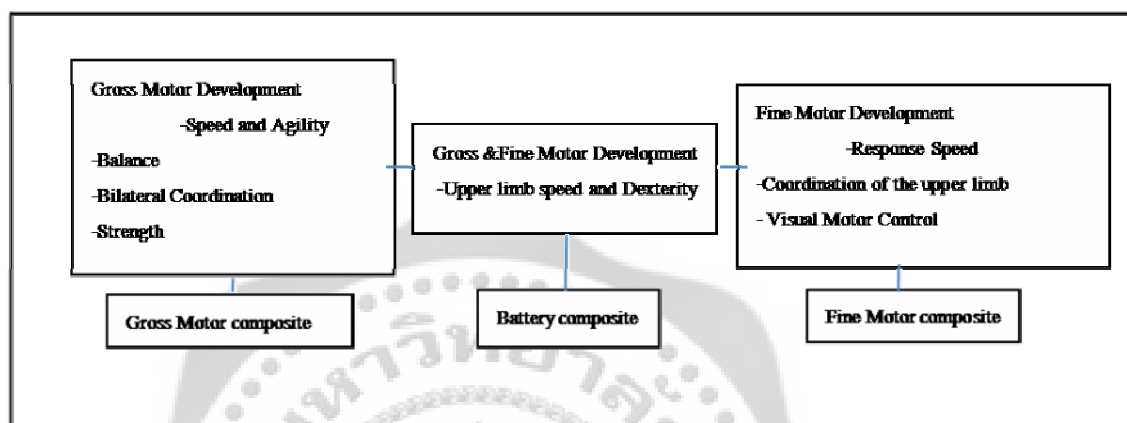 Gross Motor Development
-Speed and Agility
-Balance
-Bilateral Coordination
-Strength
Gross Motor composite
Gross &Fine Motor Development
-Upper limb speed and Dexterity
Battery composite
Fine Motor Development
-Response Speed
-Coordination of the upper limb
- Visual Motor Control
Fine Motor composite